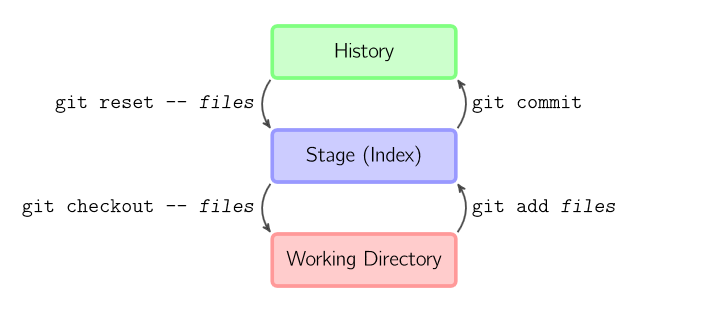 History
git reset -- files
git commit
Stage (Index)
git checkout -- files
git add files
Working Directory